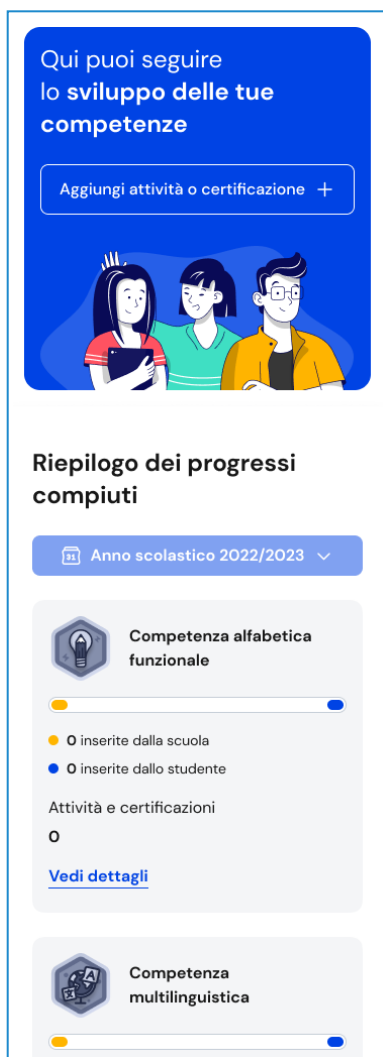 Qui puoi seguire
lo sviluppo delle tue
competenze
Aggiungi attività o certificazione +
Riepilogo dei progressi
compiuti
31 Anno scolastico 2022/2023
Competenza alfabetica
funzionale
0 inserite dalla scuola
0 inserite dallo studente
Attività e certificazioni
0
Vedi dettagli
A
Competenza
multilinguistica